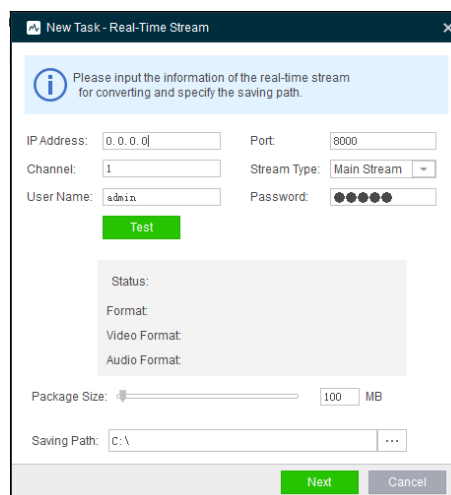 New Task - Real-Time Stream
Please input the information of the real-time stream
for converting and specify the saving path.
IP Address: 0.0.0.0 Port: 8000
Channel: 1 Stream Type: Main Stream
User Name: admin Password: ●●●●●
Test
Status:
Format:
Video Format:
Audio Format:
Package Size: 100 MB
Saving Path: C:\ ...
Next Cancel